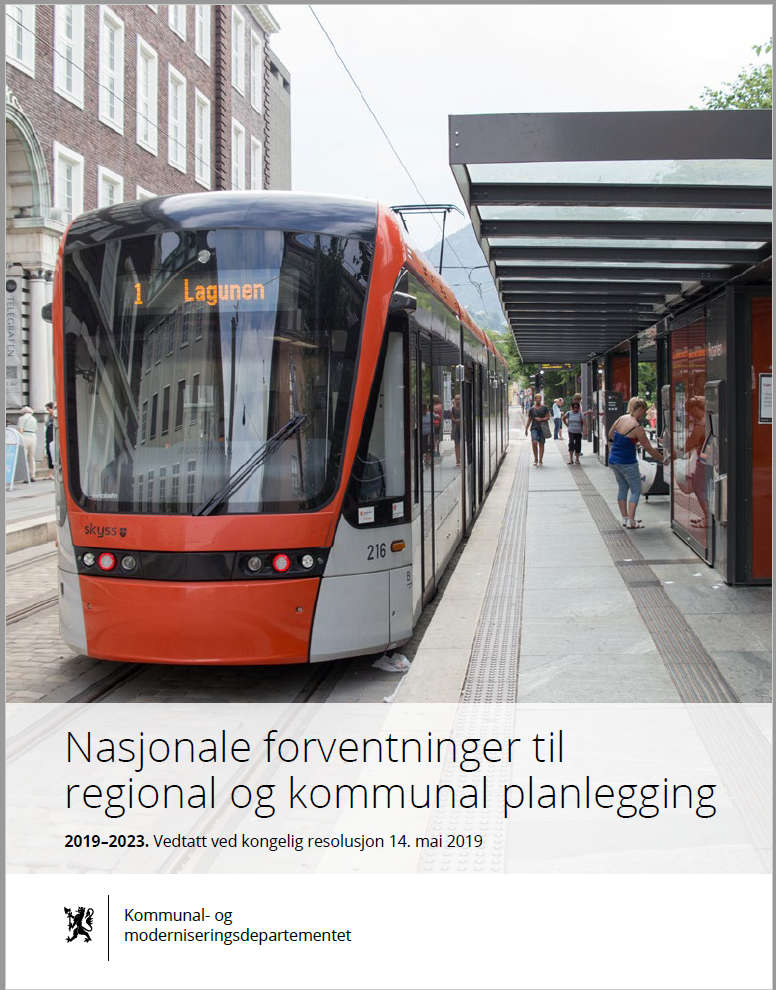 TELEGRAFEN
1 Lagunen
skyss
216
B
Nasjonale forventninger til
regional og kommunal planlegging
2019–2023. Vedtatt ved kongelig resolusjon 14. mai 2019
Kommunal- og
moderniseringsdepartementet